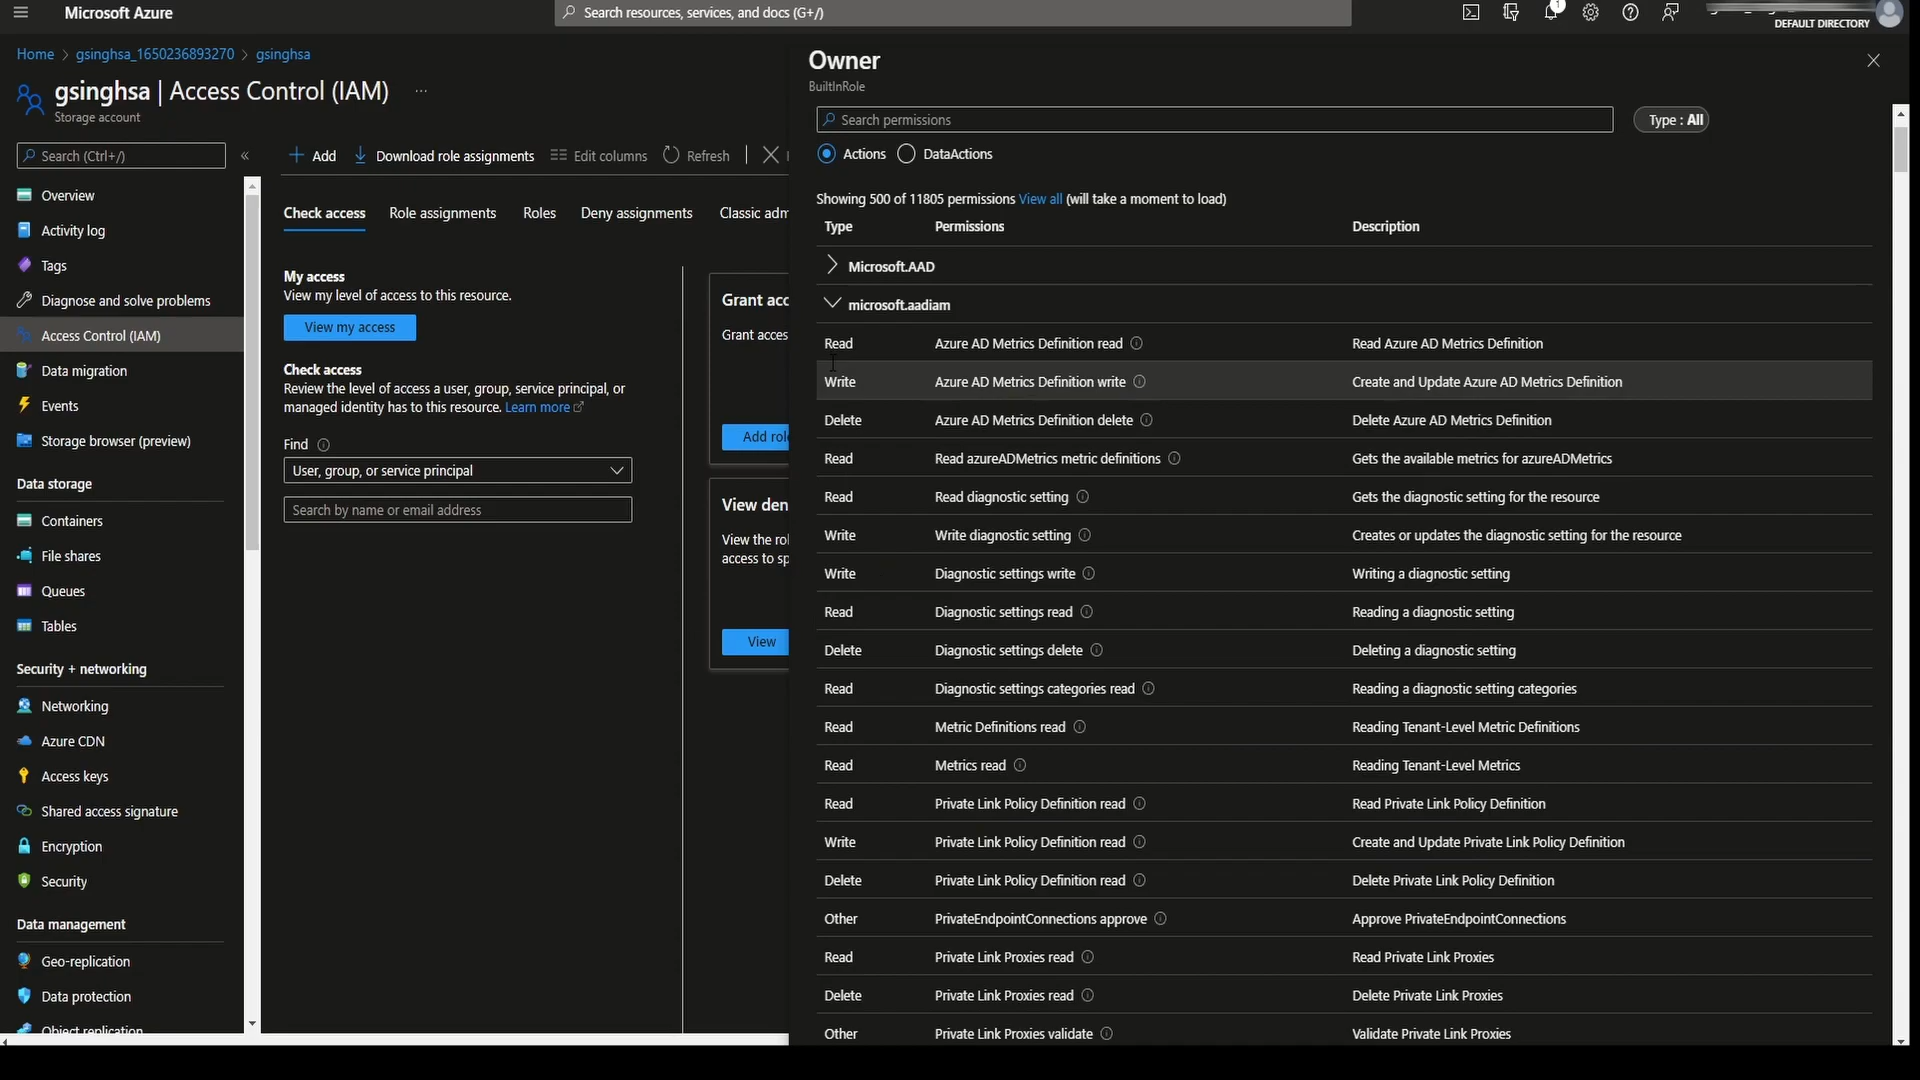 Microsoft Azure
Search resources, services, and docs (G+/)
1
DEFAULT DIRECTORY
Home > gsinghsa_1650236893270 > gsinghsa
gsinghsa | Access Control (IAM) ...
Storage account
Search (Ctrl+/)
«
Overview
Activity log
Tags
Diagnose and solve problems
Access Control (IAM)
Data migration
Events
Storage browser (preview)
Data storage
Containers
File shares
Queues
Tables
Security + networking
Networking
Azure CDN
Access keys
Shared access signature
Encryption
Security
Data management
Geo-replication
Data protection
Object replication
Add Download role assignments Edit columns Refresh
Check access Role assignments Roles Deny assignments Classic adm
My access
View my level of access to this resource.
View my access
Check access
Review the level of access a user, group, service principal, or
managed identity has to this resource. Learn more
Find
User, group, or service principal
Search by name or email address
Grant acc
Grant acces
Add role
View den
View the rol
access to sp
View
Owner
BuiltInRole
Search permissions
Type : All
Actions DataActions
Showing 500 of 11805 permissions View all (will take a moment to load)
Type Permissions Description
Microsoft.AAD
microsoft.aadiam
Read Azure AD Metrics Definition read Read Azure AD Metrics Definition
Write Azure AD Metrics Definition write Create and Update Azure AD Metrics Definition
Delete Azure AD Metrics Definition delete Delete Azure AD Metrics Definition
Read Read azureADMetrics metric definitions Gets the available metrics for azureADMetrics
Read Read diagnostic setting Gets the diagnostic setting for the resource
Write Write diagnostic setting Creates or updates the diagnostic setting for the resource
Write Diagnostic settings write Writing a diagnostic setting
Read Diagnostic settings read Reading a diagnostic setting
Delete Diagnostic settings delete Deleting a diagnostic setting
Read Diagnostic settings categories read Reading a diagnostic setting categories
Read Metric Definitions read Reading Tenant-Level Metric Definitions
Read Metrics read Reading Tenant-Level Metrics
Read Private Link Policy Definition read Read Private Link Policy Definition
Write Private Link Policy Definition read Create and Update Private Link Policy Definition
Delete Private Link Policy Definition read Delete Private Link Policy Definition
Other PrivateEndpointConnections approve Approve PrivateEndpointConnections
Read Private Link Proxies read Read Private Link Proxies
Delete Private Link Proxies read Delete Private Link Proxies
Other Private Link Proxies validate Validate Private Link Proxies